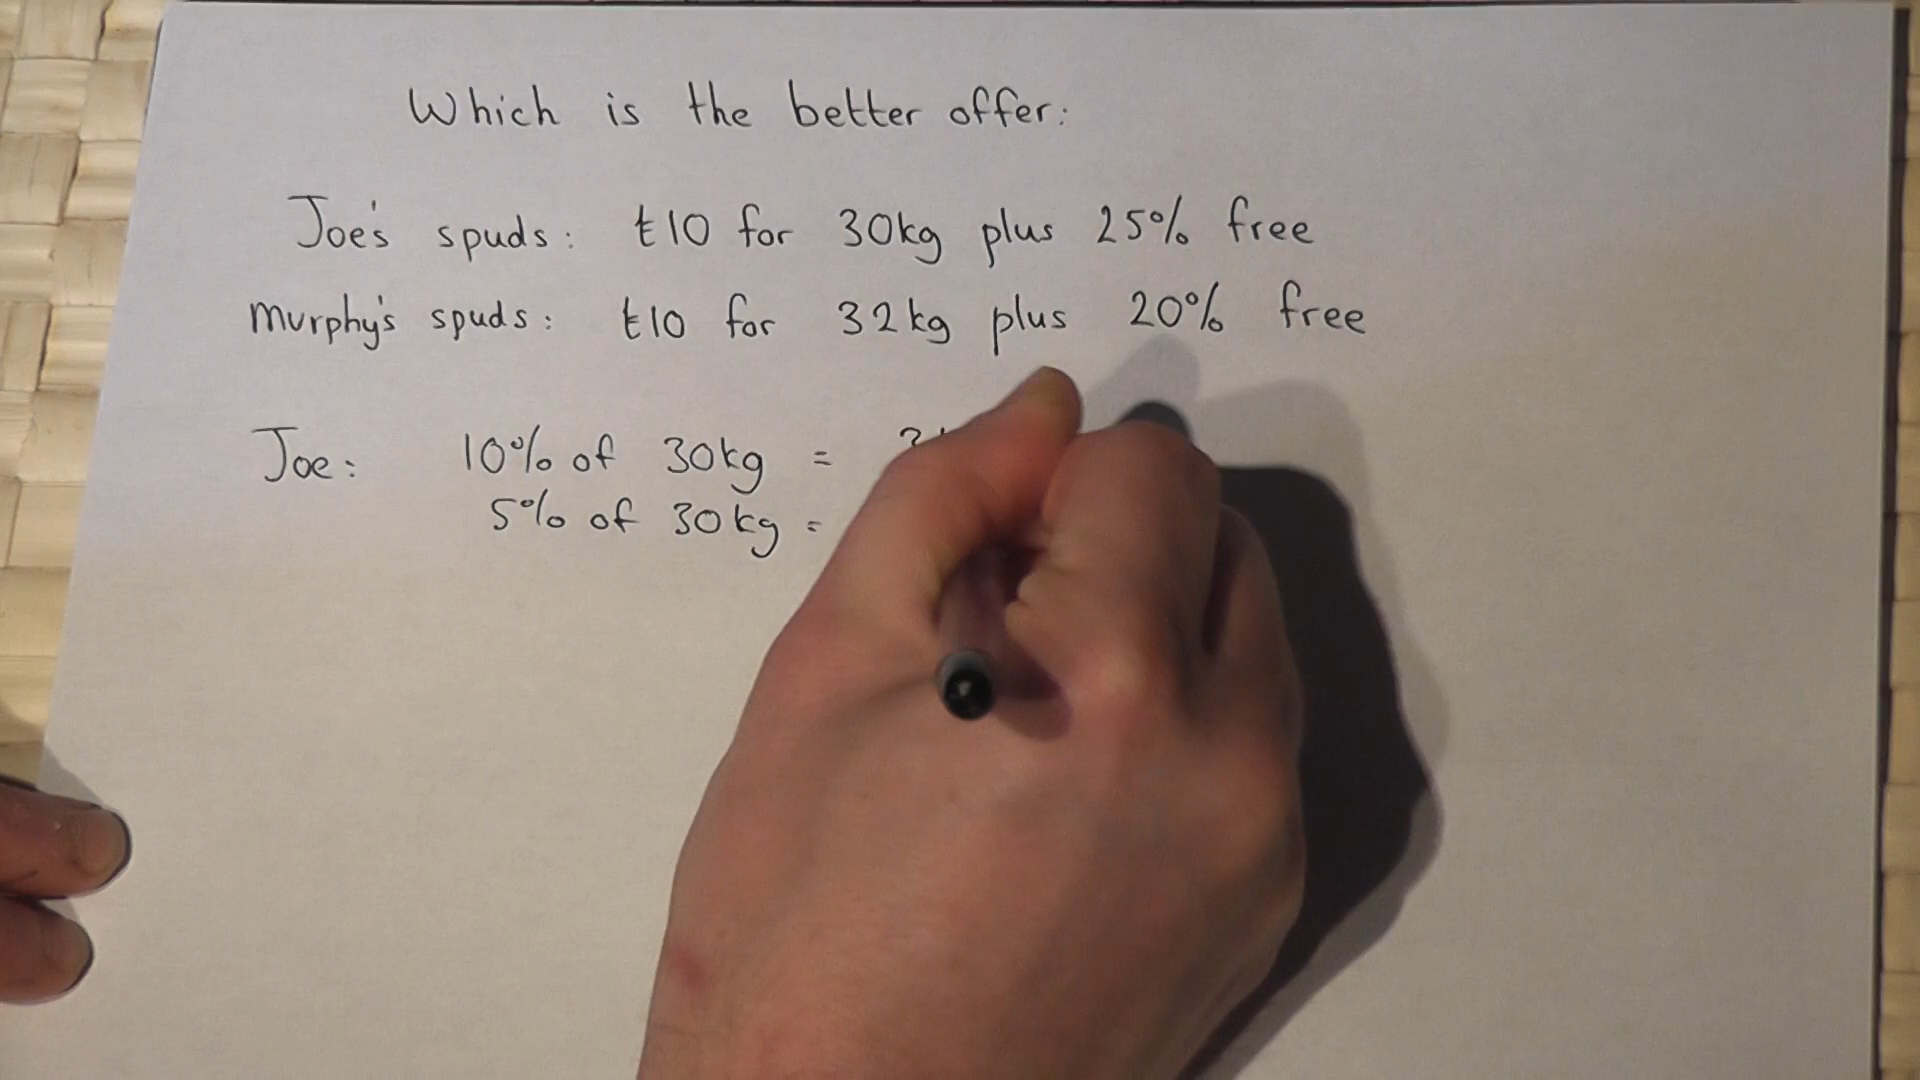 Which is the better offer:
Joe's spuds: £10 for 30kg plus 25% free
Murphy's spuds: £10 for 32kg plus 20% free
Joe: 10% of 30kg =
5% of 30kg =